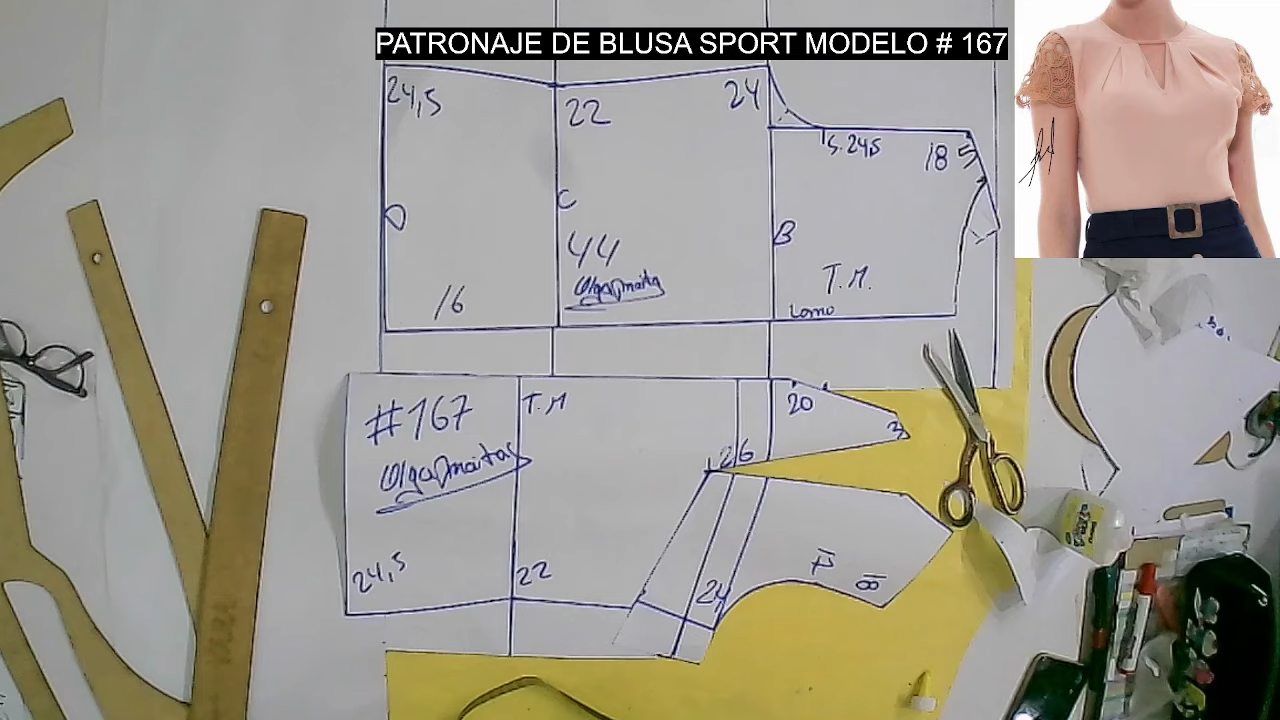 PATRONAJE DE BLUSA SPORT MODELO # 167
24,5
22
24
S. 24,5
18
5
D
C
B
44
T.M.
16
Lomo
#167
T.M
20
3
26
24,5
22
24